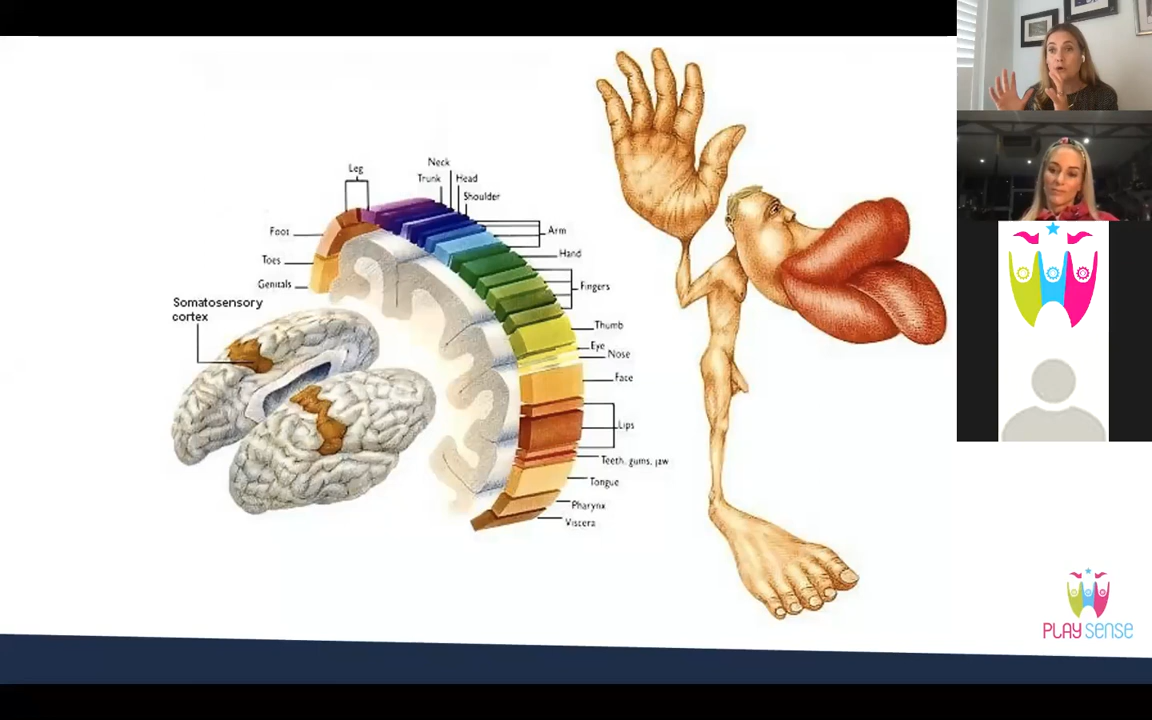 Neck
Leg
Trunk
Head
Shoulder
Foot
Arm
Hand
Toes
Genitals
Fingers
Somatosensory
cortex
Thumb
Eye
Nose
Face
Lips
Teeth, gums, jaw
Tongue
Pharynx
Viscera
PLAY SENSE